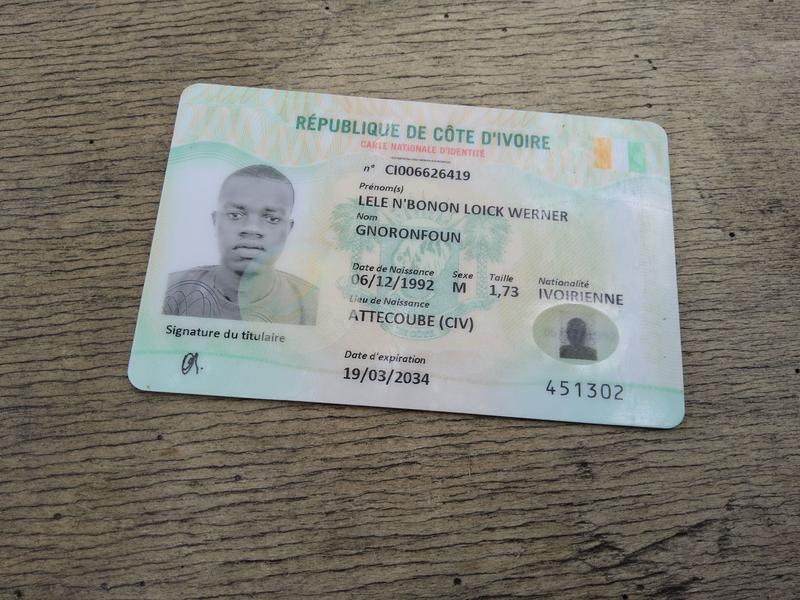 RÉPUBLIQUE DE CÔTE D'IVOIRE
CARTE NATIONALE D'IDENTITÉ
n° CI006626419
Prénom(s)
LELE N'BONON LOICK WERNER
Nom
GNORONFOUN
Date de Naissance Sexe Taille Nationalité
06/12/1992 M 1,73 IVOIRIENNE
Lieu de Naissance
ATTECOUBE (CIV)
Signature du titulaire
Date d'expiration
19/03/2034
451302